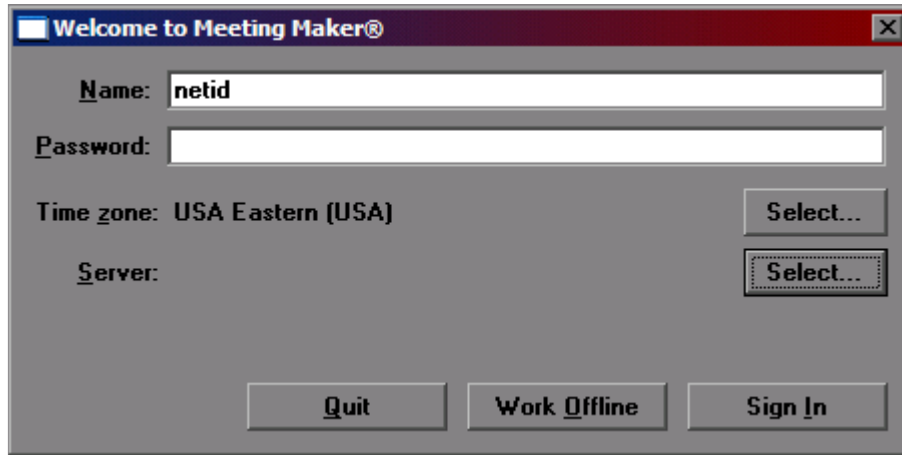 Welcome to Meeting Maker®
Name: netid
Password:
Time zone: USA Eastern (USA) Select...
Server: Select...
Quit Work Offline Sign In